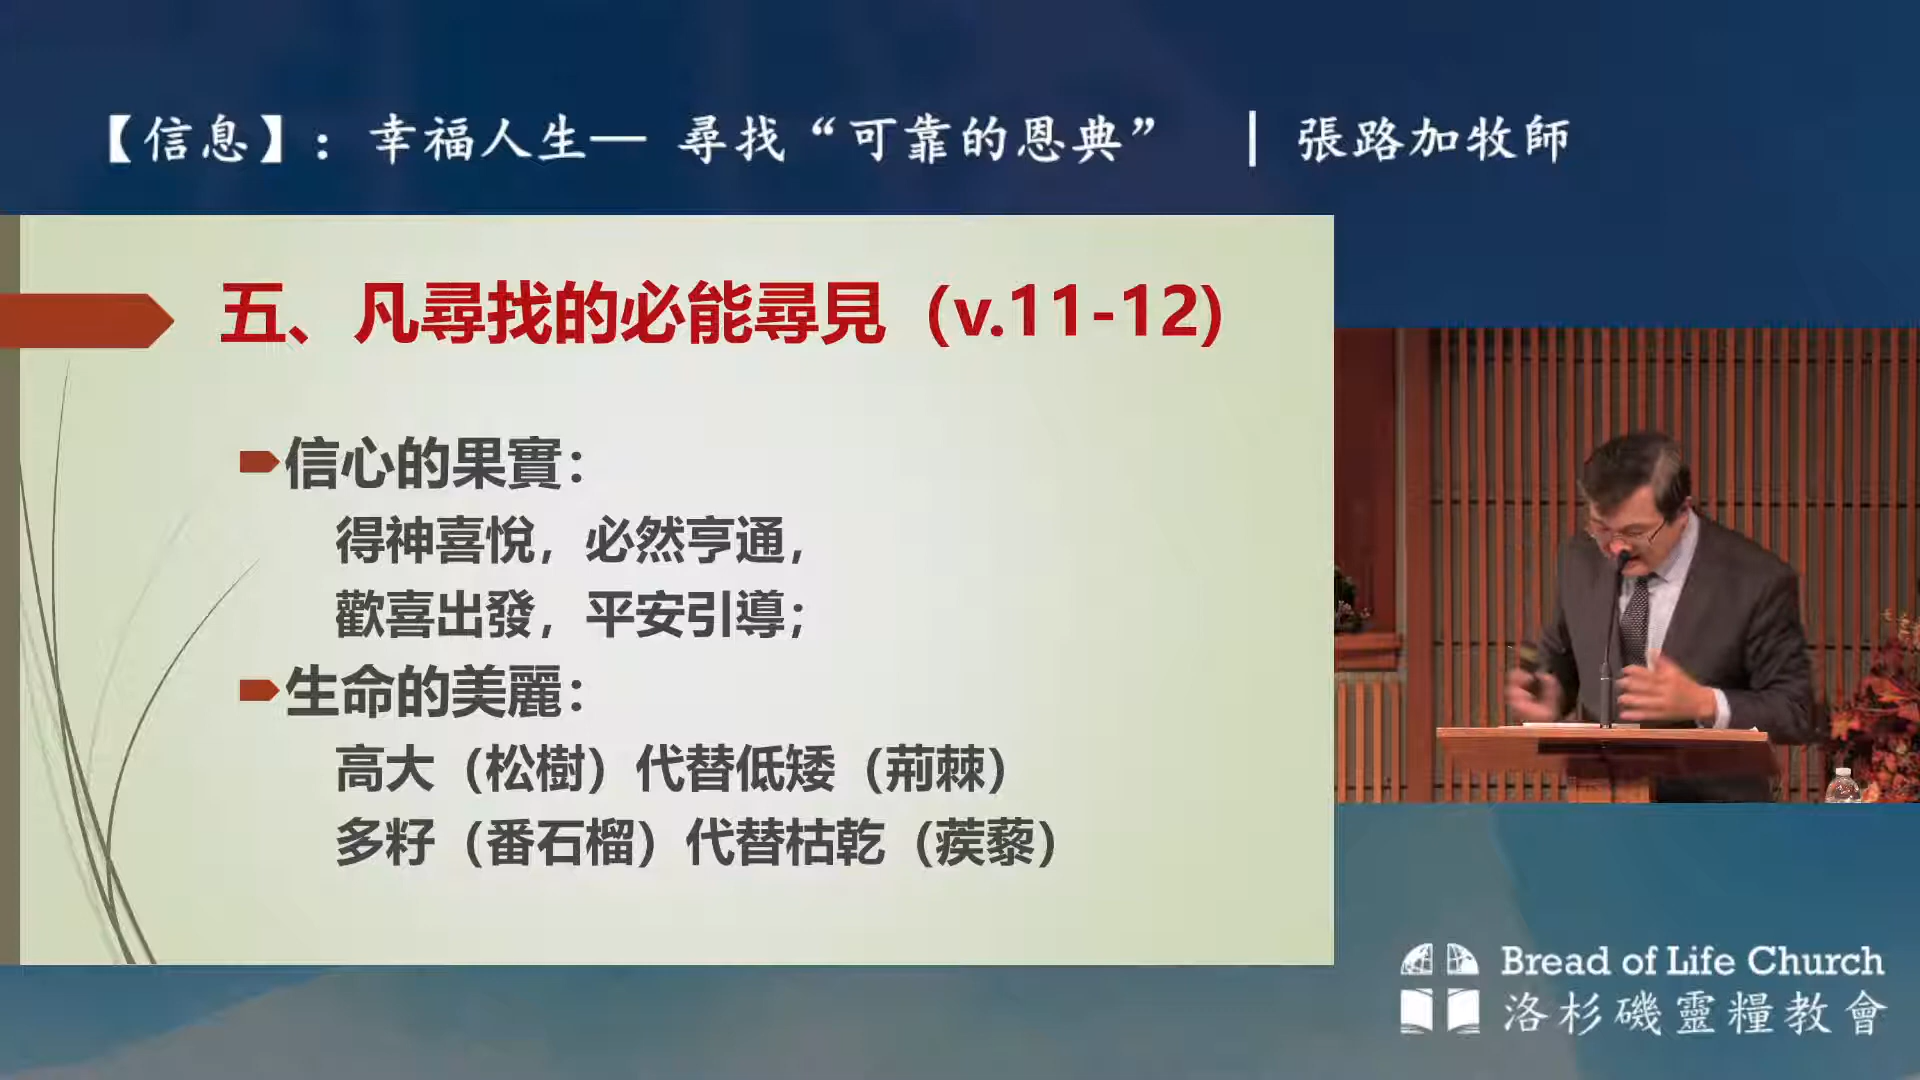 【信息】：幸福人生— 尋找“可靠的恩典” | 張路加牧師
五、凡尋找的必能尋見（v.11-12）
信心的果實：
得神喜悅，必然亨通，
歡喜出發，平安引導；
生命的美麗：
高大（松樹）代替低矮（荊棘）
多籽（番石榴）代替枯乾（蒺藜）
Bread of Life Church
洛杉磯靈糧教會